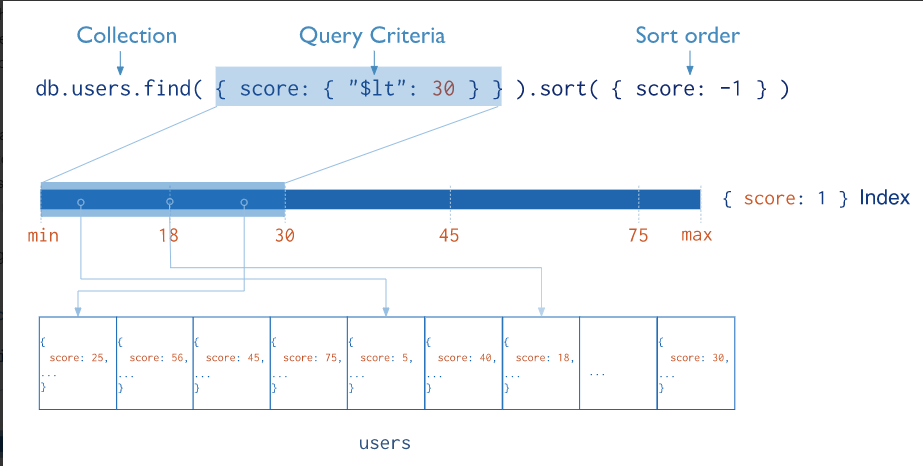 Collection Query Criteria Sort order
db.users.find( { score: { "$lt": 30 } } ).sort( { score: -1 } )
{ score: 1 } Index
min 18 30 45 75 max
{ { { { { { { {
score: 25, score: 56, score: 45, score: 75, score: 5, score: 40, score: 18, score: 30,
... ... ... ... ... ... ... ... ...
} } } } } } } }
users